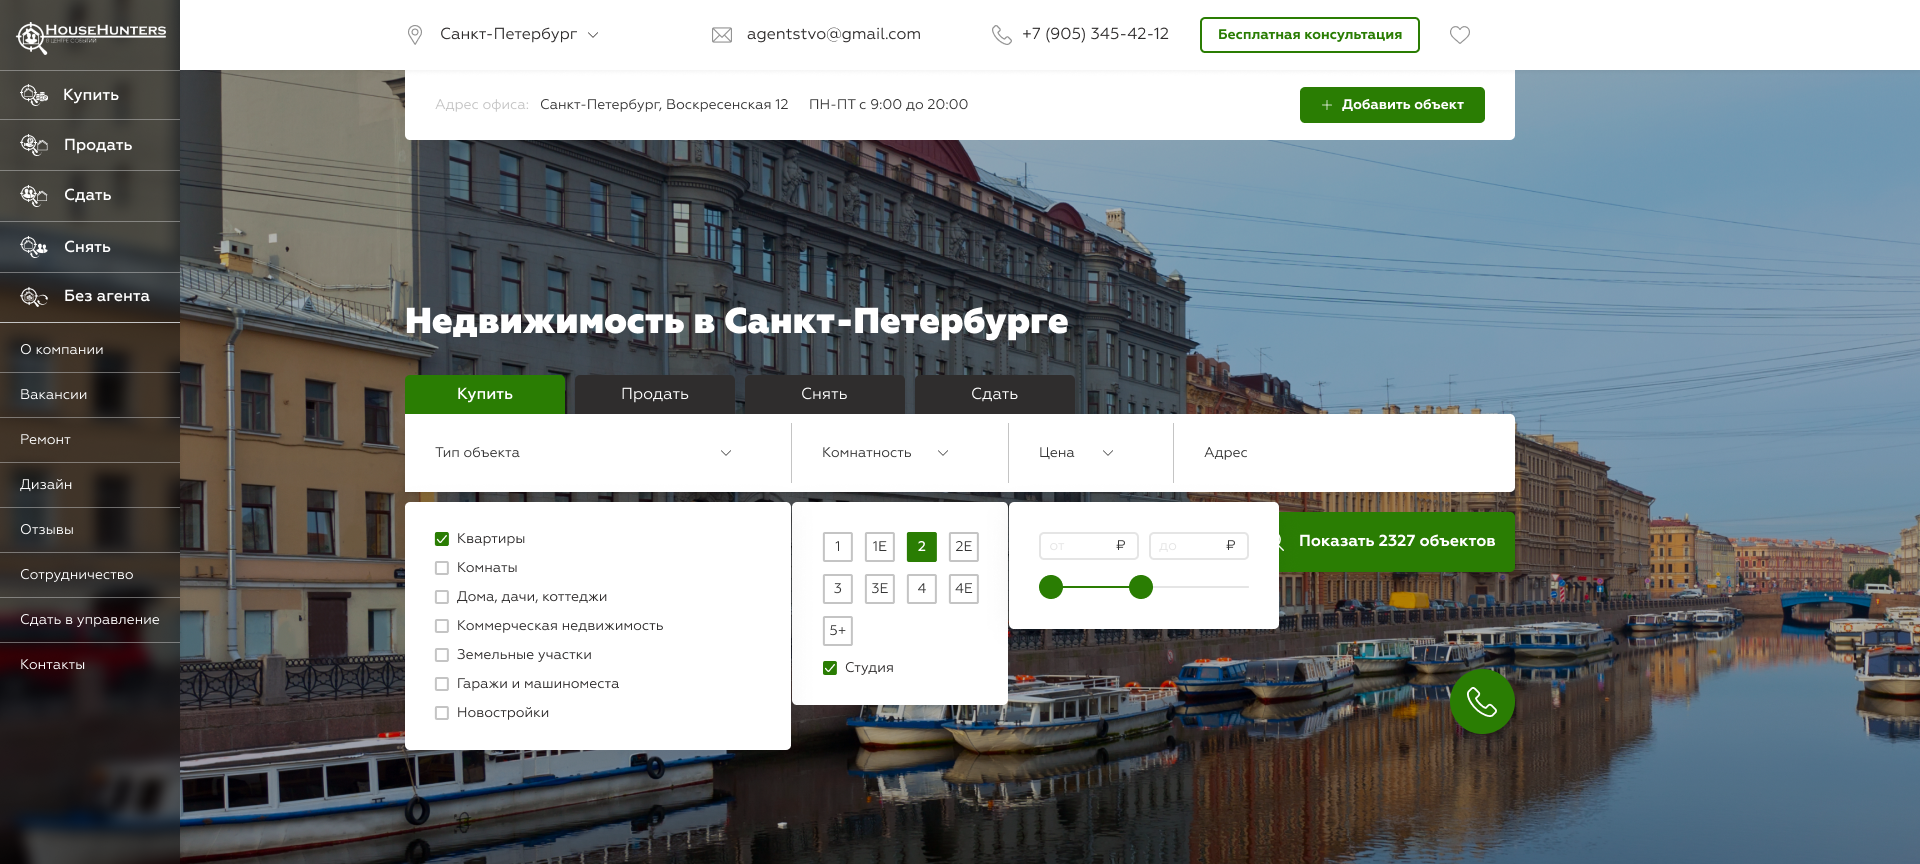 HouseHunters
В ЦЕНТРЕ СОБЫТИЙ
Купить
Продать
Сдать
Снять
Без агента
О компании
Вакансии
Ремонт
Дизайн
Отзывы
Сотрудничество
Сдать в управление
Контакты
Санкт-Петербург
agentstvo@gmail.com
+7 (905) 345-42-12
Бесплатная консультация
Адрес офиса: Санкт-Петербург, Воскресенская 12 ПН-ПТ с 9:00 до 20:00
+ Добавить объект
Недвижимость в Санкт-Петербурге
Купить
Продать
Снять
Сдать
Тип объекта
Комнатность
Цена
Адрес
Квартиры
Комнаты
Дома, дачи, коттеджи
Коммерческая недвижимость
Земельные участки
Гаражи и машиноместа
Новостройки
1 1Е 2 2Е
3 3Е 4 4Е
5+
Студия
от ₽ до ₽
Показать 2327 объектов